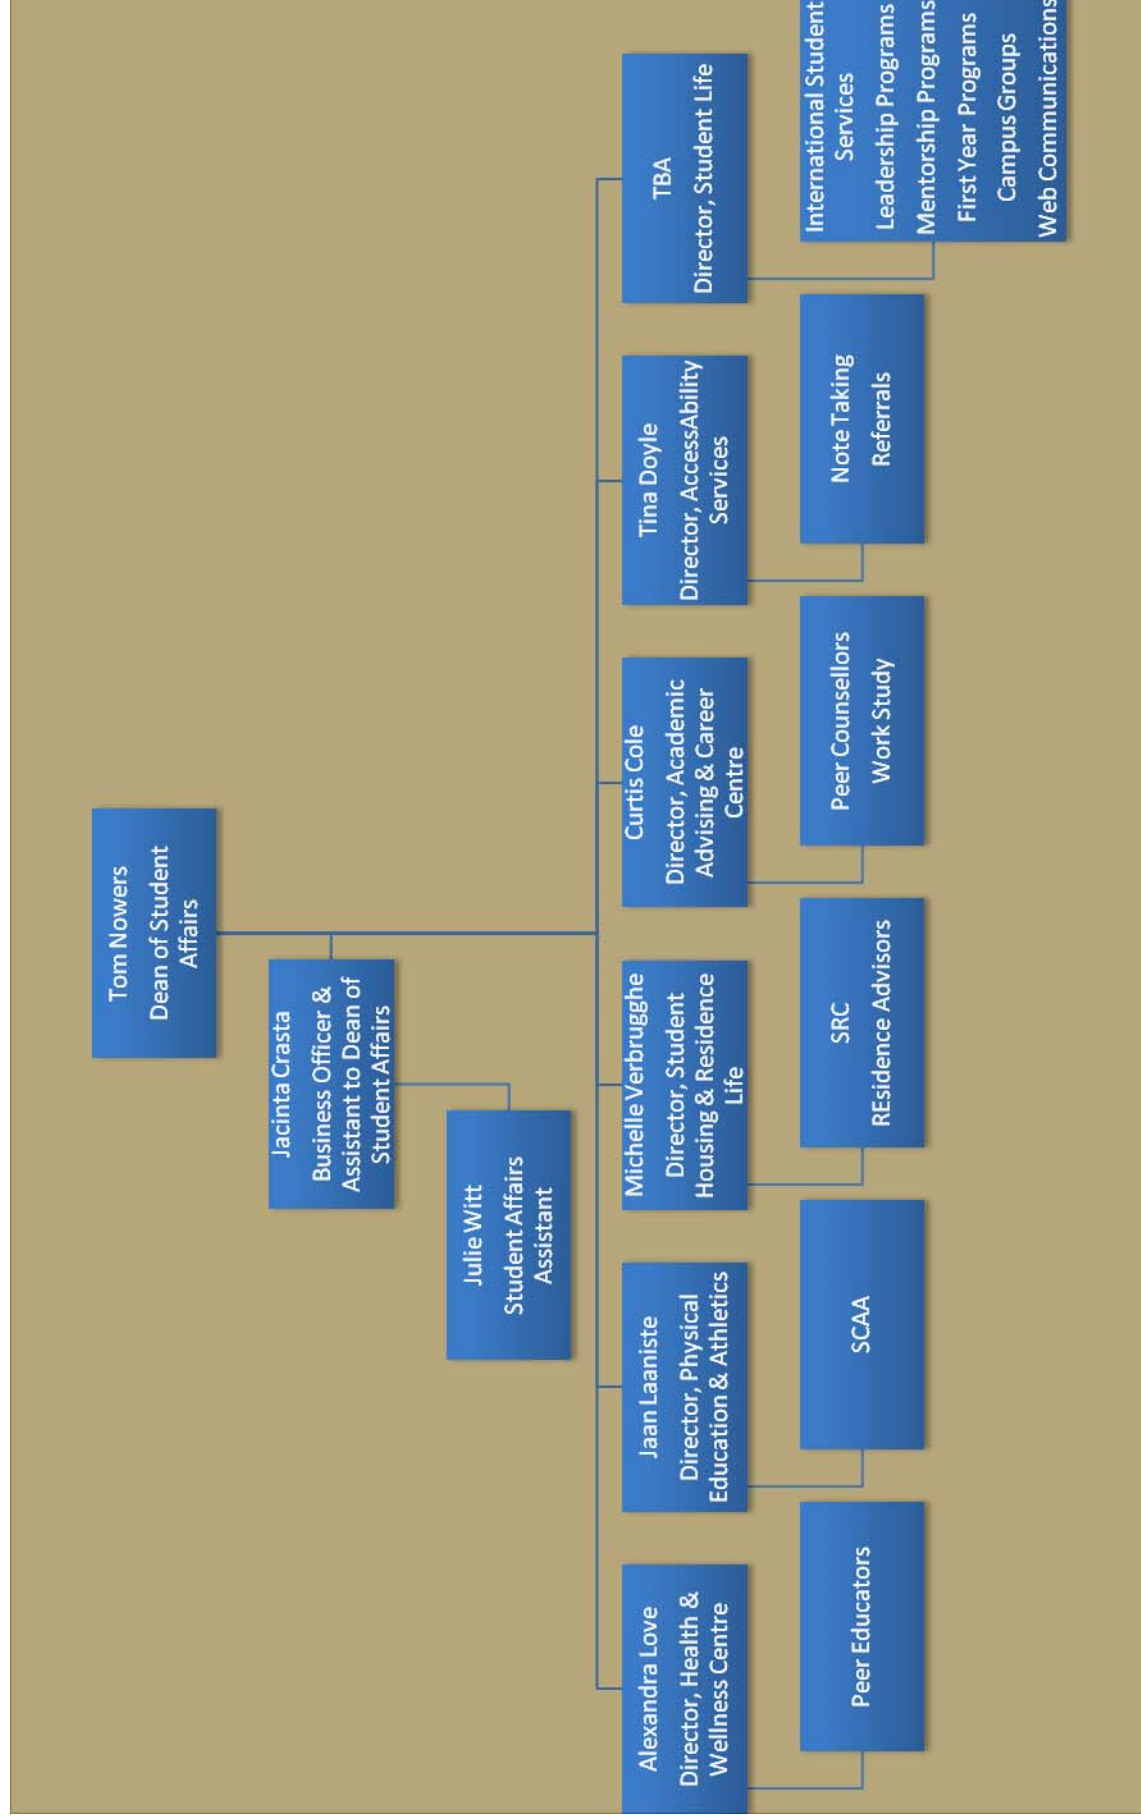 Tom Nowers
Dean of Student
Affairs
Jacinta Crasta
Business Officer &
Assistant to Dean of
Student Affairs
Julie Witt
Student Affairs
Assistant
Alexandra Love
Director, Health &
Wellness Centre
Peer Educators
Jaan Laaniste
Director, Physical
Education & Athletics
SCAA
Michelle Verbrugghe
Director, Student
Housing & Residence
Life
SRC
REsidence Advisors
Curtis Cole
Director, Academic
Advising & Career
Centre
Peer Counsellors
Work Study
Tina Doyle
Director, AccessAbility
Services
Note Taking
Referrals
TBA
Director, Student Life
International Student
Services
Leadership Programs
Mentorship Programs
First Year Programs
Campus Groups
Web Communications